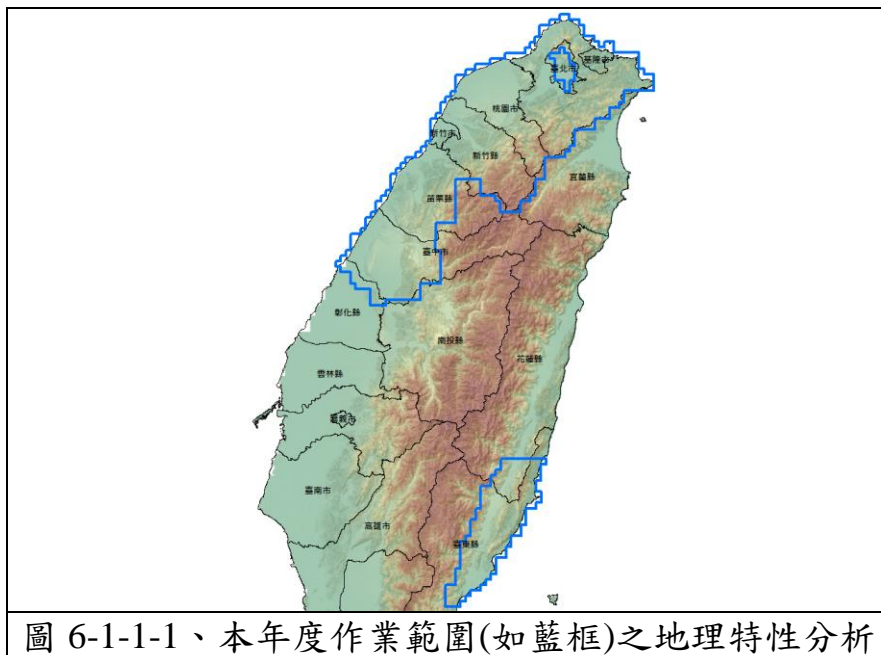 基隆市
臺北市
桃園市
新竹市
新竹縣
宜蘭縣
苗栗縣
臺中市
彰化縣
南投縣
花蓮縣
雲林縣
嘉義市
臺南市
高雄市
臺東縣
圖 6-1-1-1、本年度作業範圍(如藍框)之地理特性分析